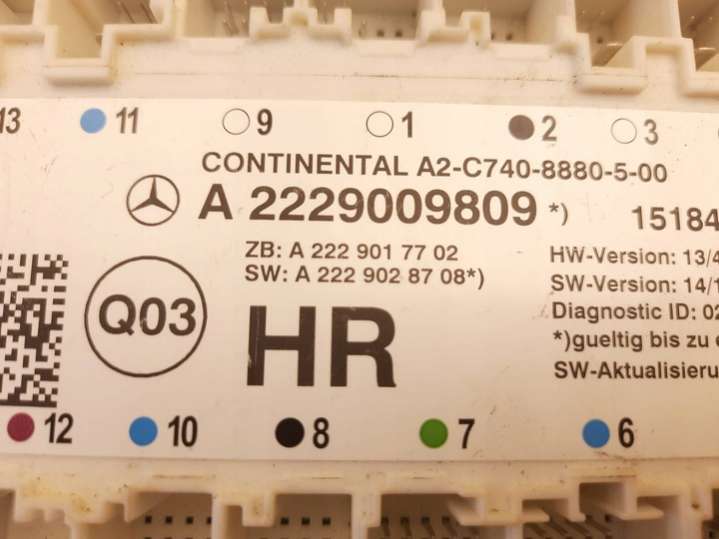 13 11 9 1 2 3
CONTINENTAL A2-C740-8880-5-00
A 2229009809 *) 15184
ZB: A 222 901 77 02
SW: A 222 902 87 08*)
HW-Version: 13/4
SW-Version: 14/1
Diagnostic ID: 02
*)gueltig bis zu e
SW-Aktualisieru
Q03
HR
12 10 8 7 6